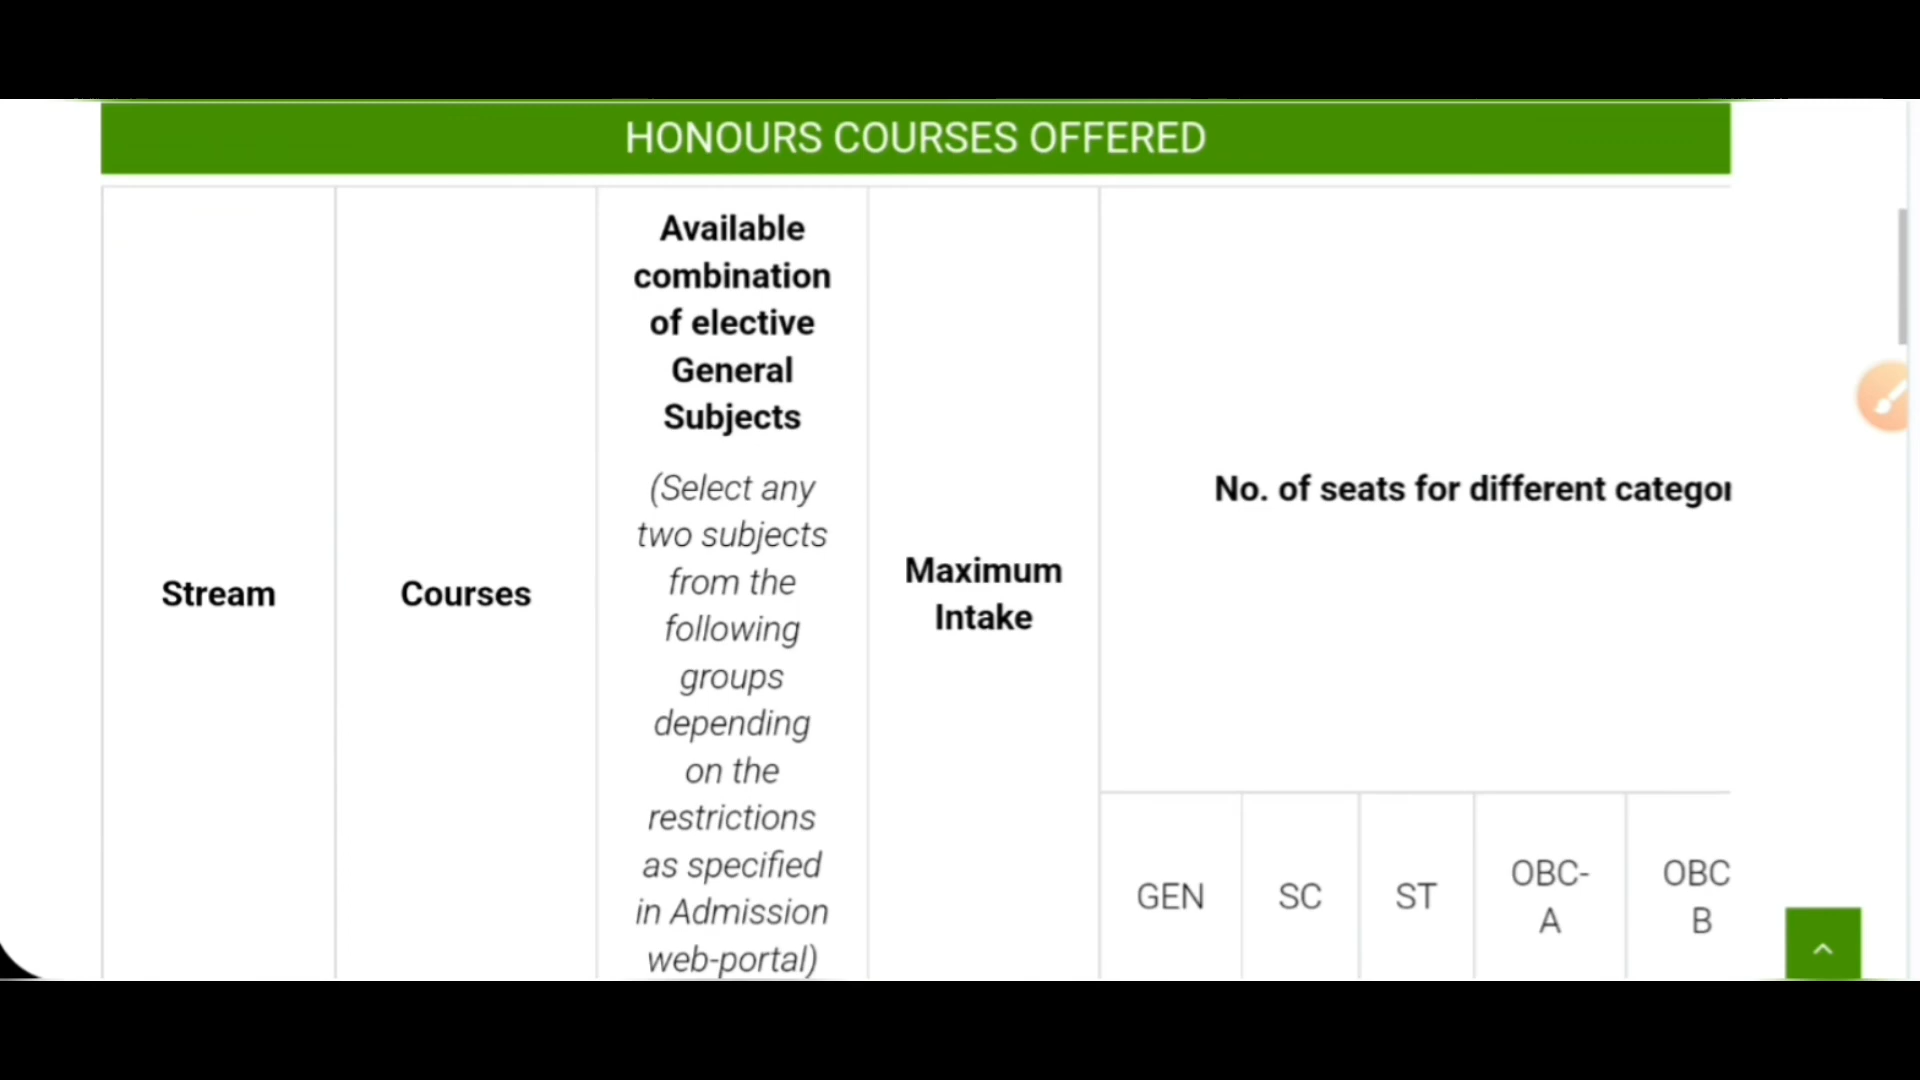 HONOURS COURSES OFFERED
Stream
Courses
Available
combination
of elective
General
Subjects
(Select any
two subjects
from the
following
groups
depending
on the
restrictions
as specified
in Admission
web-portal)
Maximum
Intake
No. of seats for different categor
GEN
SC
ST
OBC-
A
OBC
B